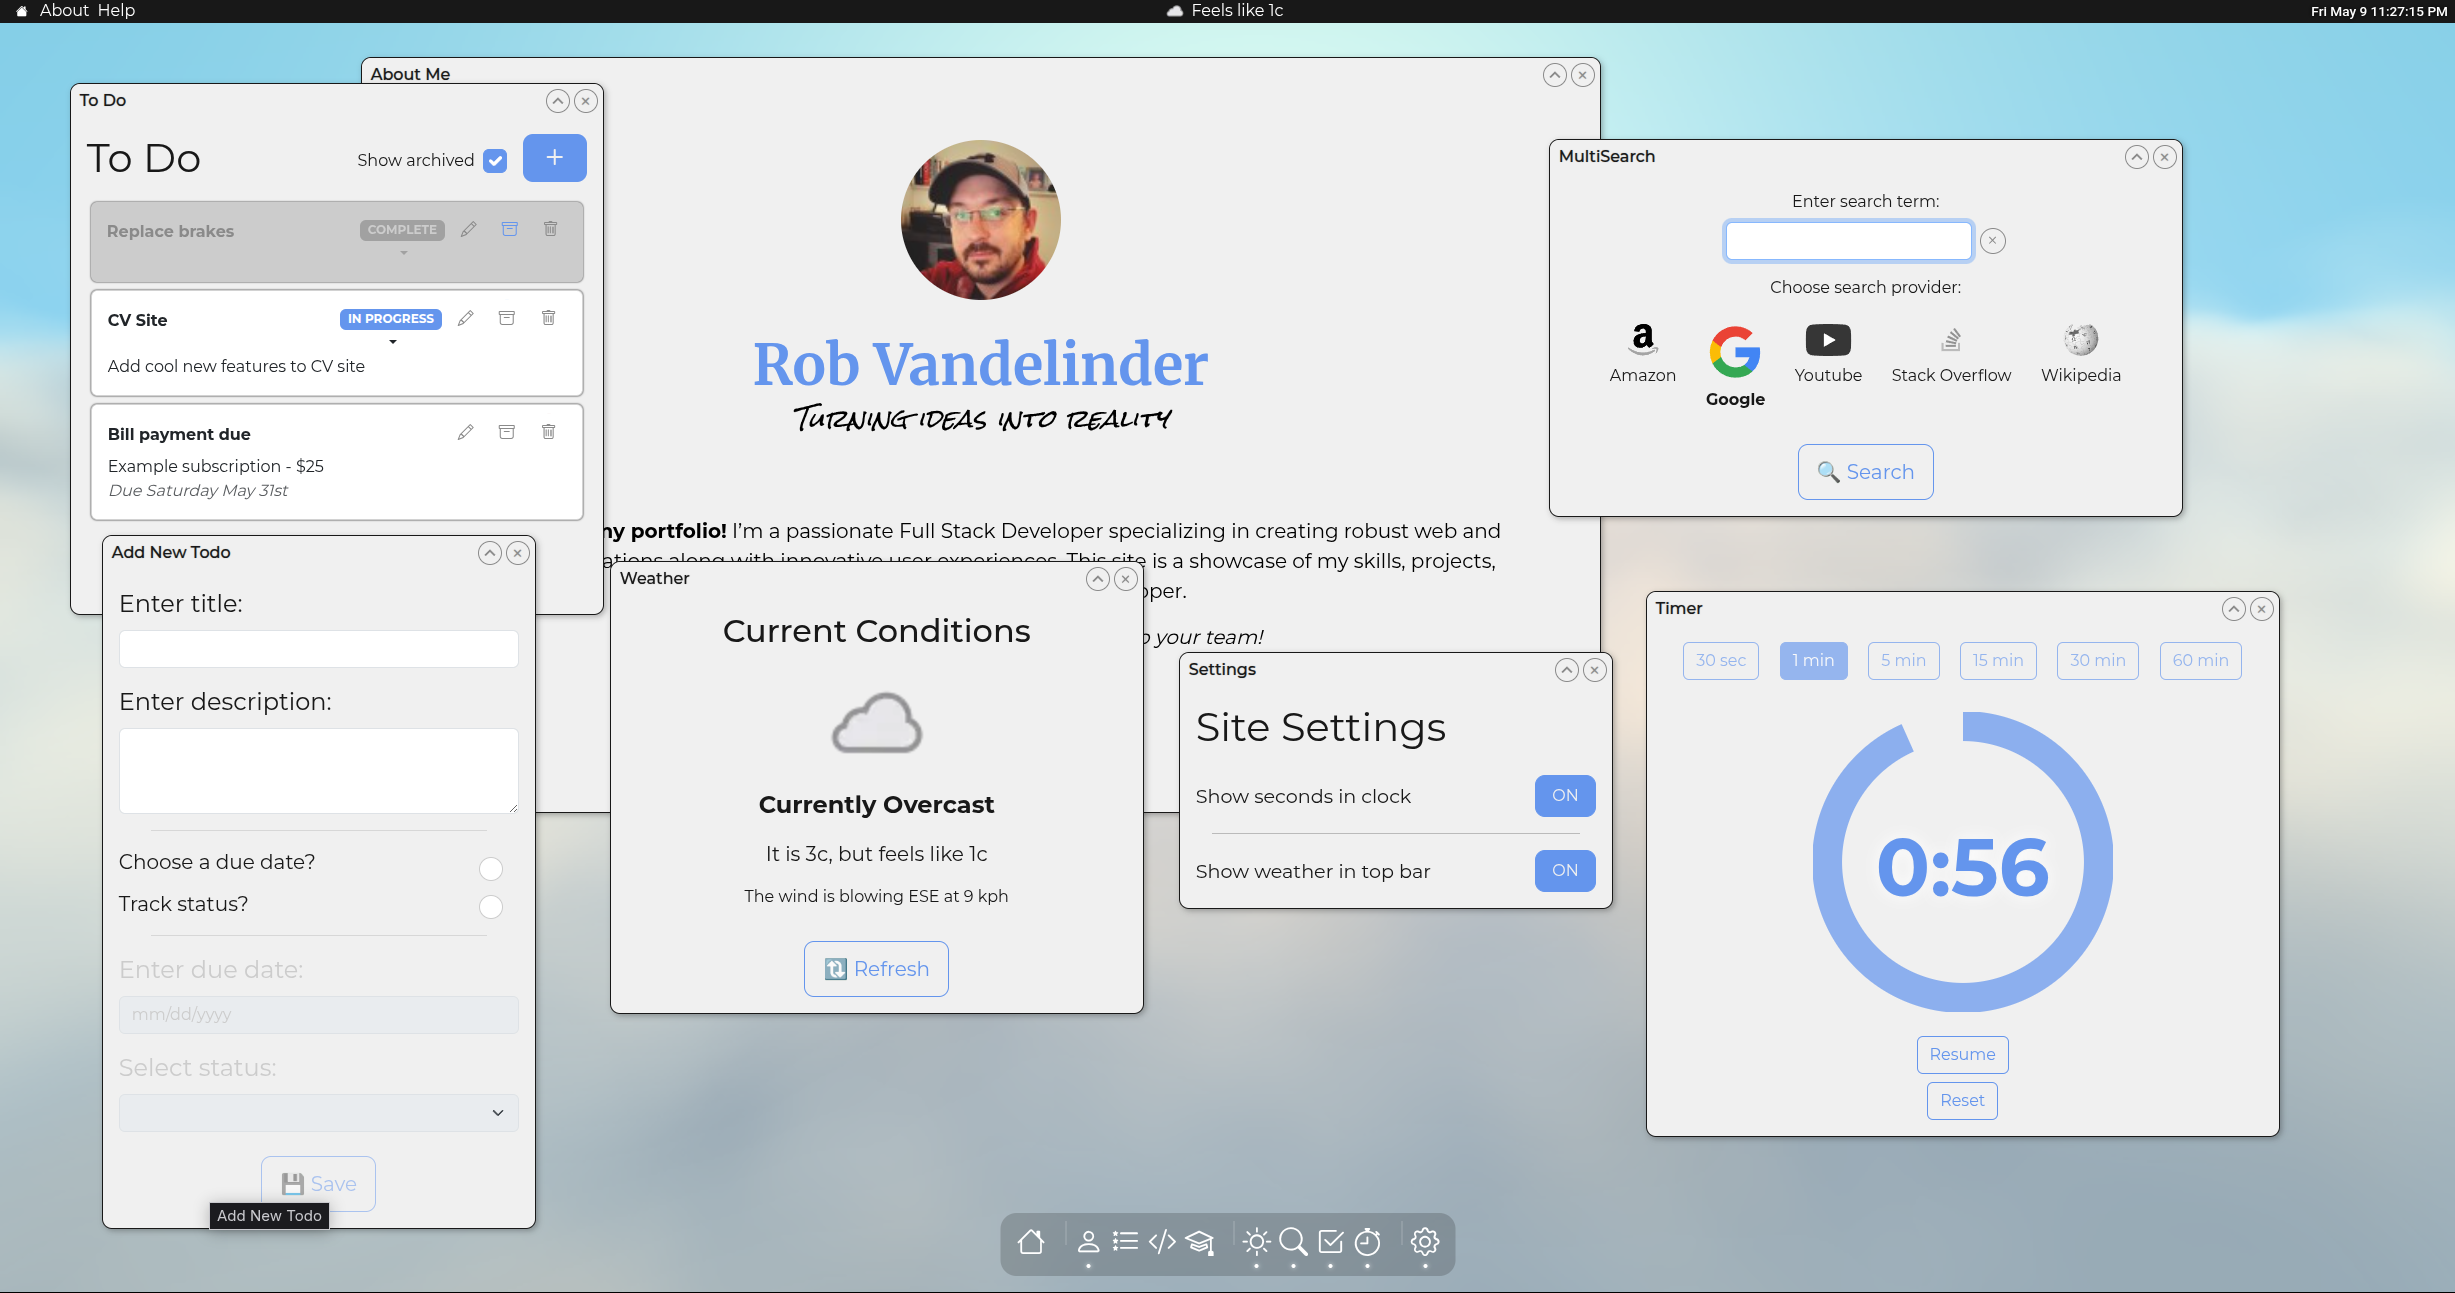 About Help
Feels like 1c
Fri May 9 11:27:15 PM
About Me
To Do
To Do
Show archived
+
Replace brakes
COMPLETE
CV Site
IN PROGRESS
Add cool new features to CV site
Bill payment due
Example subscription - $25
Due Saturday May 31st
Rob Vandelinder
Turning ideas into reality
portfolio! I'm a passionate Full Stack Developer specializing in creating robust web and
along with innovative user experiences. This site is a showcase of my skills, projects,
your team!
MultiSearch
Enter search term:
Choose search provider:
Amazon
Google
Youtube
Stack Overflow
Wikipedia
🔍 Search
Add New Todo
Enter title:
Enter description:
Choose a due date?
Track status?
Enter due date:
mm/dd/yyyy
Select status:
💾 Save
Add New Todo
Weather
Current Conditions
Currently Overcast
It is 3c, but feels like 1c
The wind is blowing ESE at 9 kph
🔃 Refresh
Settings
Site Settings
Show seconds in clock
ON
Show weather in top bar
ON
Timer
30 sec
1 min
5 min
15 min
30 min
60 min
0:56
Resume
Reset